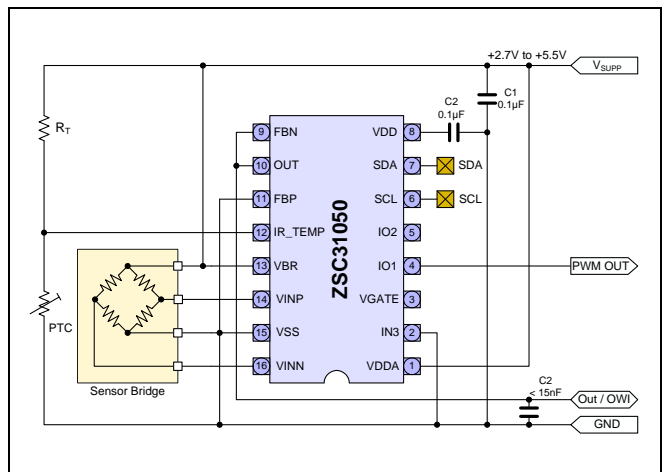 +2.7V to +5.5V
VSUPP
C1
0.1µF
C2
0.1µF
RT
9 FBN
VDD 8
10 OUT
SDA 7
SDA
11 FBP
SCL 6
SCL
12 IR_TEMP
IO2 5
13 VBR
IO1 4
PWM OUT
14 VINP
VGATE 3
15 VSS
IN3 2
16 VINN
VDDA 1
ZSC31050
PTC
Sensor Bridge
C2
< 15nF
Out / OWI
GND